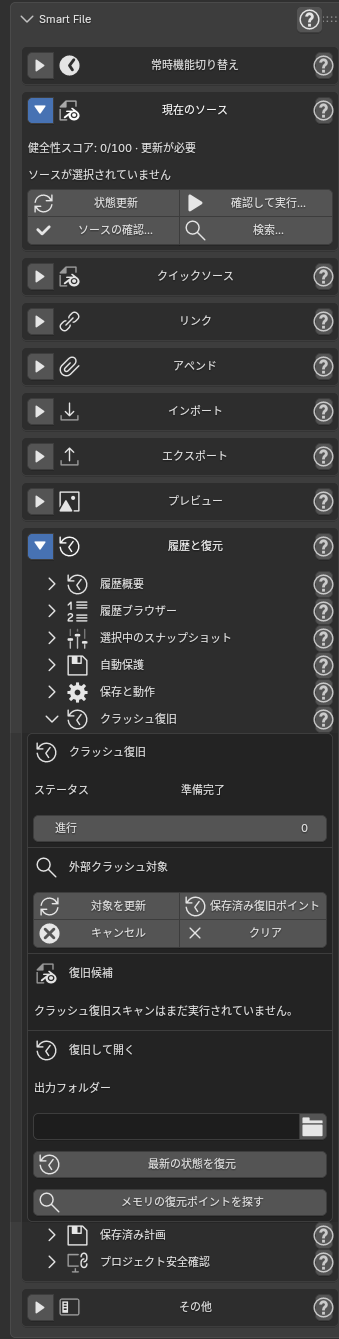 Smart File
常時機能切り替え
現在のソース
健全性スコア: 0/100 · 更新が必要
ソースが選択されていません
状態更新
確認して実行...
ソースの確認...
検索...
クイックソース
リンク
アペンド
インポート
エクスポート
プレビュー
履歴と復元
履歴概要
履歴ブラウザー
選択中のスナップショット
自動保護
保存と動作
クラッシュ復旧
クラッシュ復旧
ステータス 準備完了
進行 0
外部クラッシュ対象
対象を更新
保存済み復旧ポイント
キャンセル
クリア
復旧候補
クラッシュ復旧スキャンはまだ実行されていません。
復旧して開く
出力フォルダー
最新の状態を復元
メモリの復元ポイントを探す
保存済み計画
プロジェクト安全確認
その他